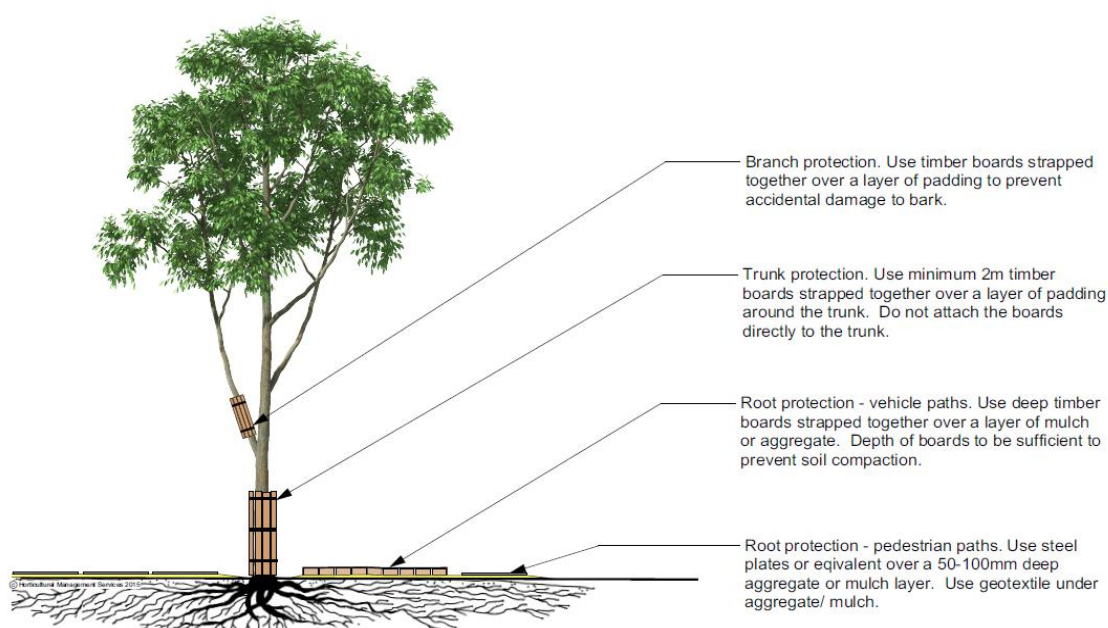 Branch protection. Use timber boards strapped
together over a layer of padding to prevent
accidental damage to bark.
Trunk protection. Use minimum 2m timber
boards strapped together over a layer of padding
around the trunk. Do not attach the boards
directly to the trunk.
Root protection - vehicle paths. Use deep timber
boards strapped together over a layer of mulch
or aggregate. Depth of boards to be sufficient to
prevent soil compaction.
Root protection - pedestrian paths. Use steel
plates or eqivalent over a 50-100mm deep
aggregate or mulch layer. Use geotextile under
aggregate/ mulch.
© Horticultural Management Services 2015